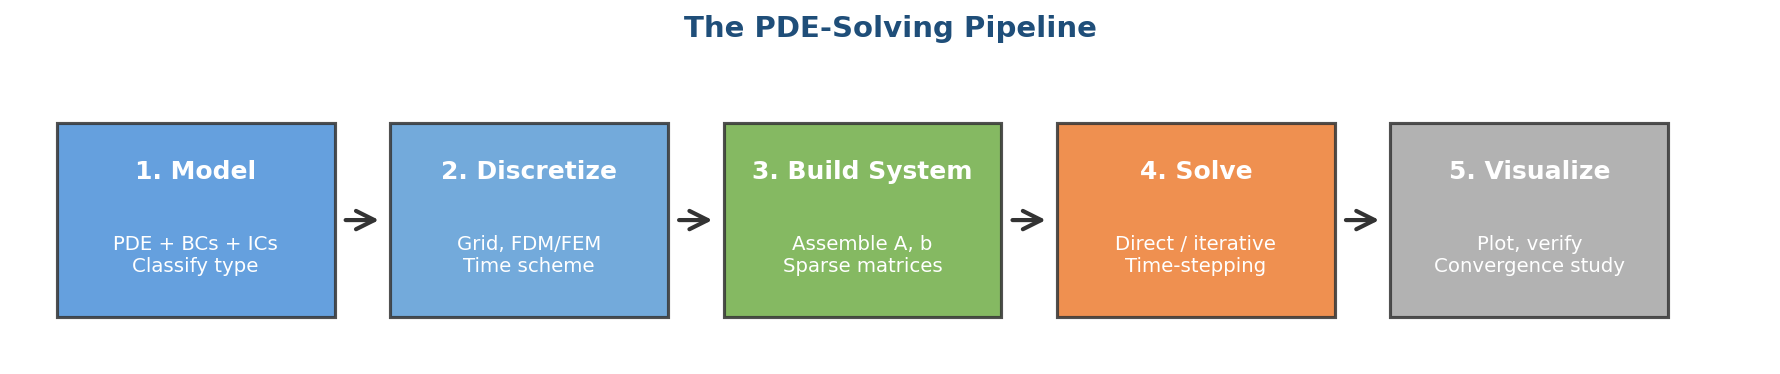 The PDE-Solving Pipeline
1. Model
PDE + BCs + ICs
Classify type
2. Discretize
Grid, FDM/FEM
Time scheme
3. Build System
Assemble A, b
Sparse matrices
4. Solve
Direct / iterative
Time-stepping
5. Visualize
Plot, verify
Convergence study